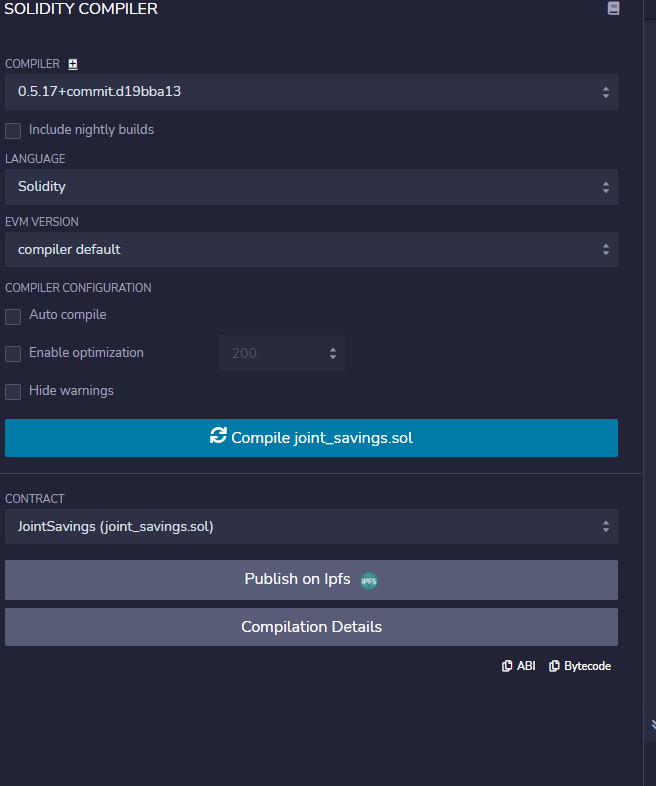 SOLIDITY COMPILER
COMPILER
0.5.17+commit.d19bba13
Include nightly builds
LANGUAGE
Solidity
EVM VERSION
compiler default
COMPILER CONFIGURATION
Auto compile
Enable optimization 200
Hide warnings
Compile joint_savings.sol
CONTRACT
JointSavings (joint_savings.sol)
Publish on Ipfs IPFS
Compilation Details
ABI Bytecode